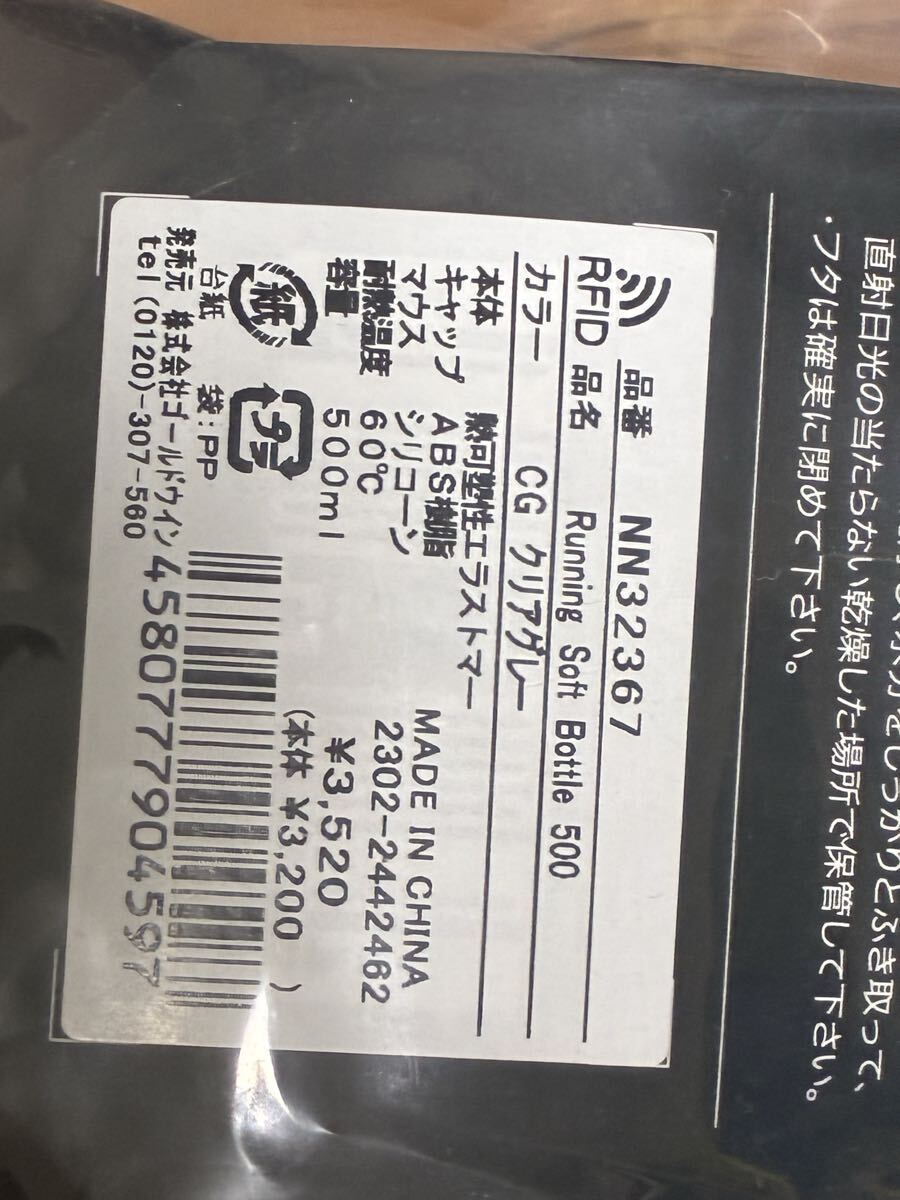 直射日光の当たらない乾燥した場所で保管して下さい。
・フタは確実に閉めて下さい。
RFID
品番 NN32367
品名 Running Soft Bottle 500
カラー CG クリアグレー
本体 熱可塑性エラストマー
キャップ ABS樹脂
マウス シリコーン
耐熱温度 60℃
容量 500ml
MADE IN CHINA
2302-2442462
¥3,520
(本体 ¥3,200 )
紙
プラ
台紙
袋:PP
発売元 株式会社ゴールドウイン
tel (0120)-307-560
4580777904597